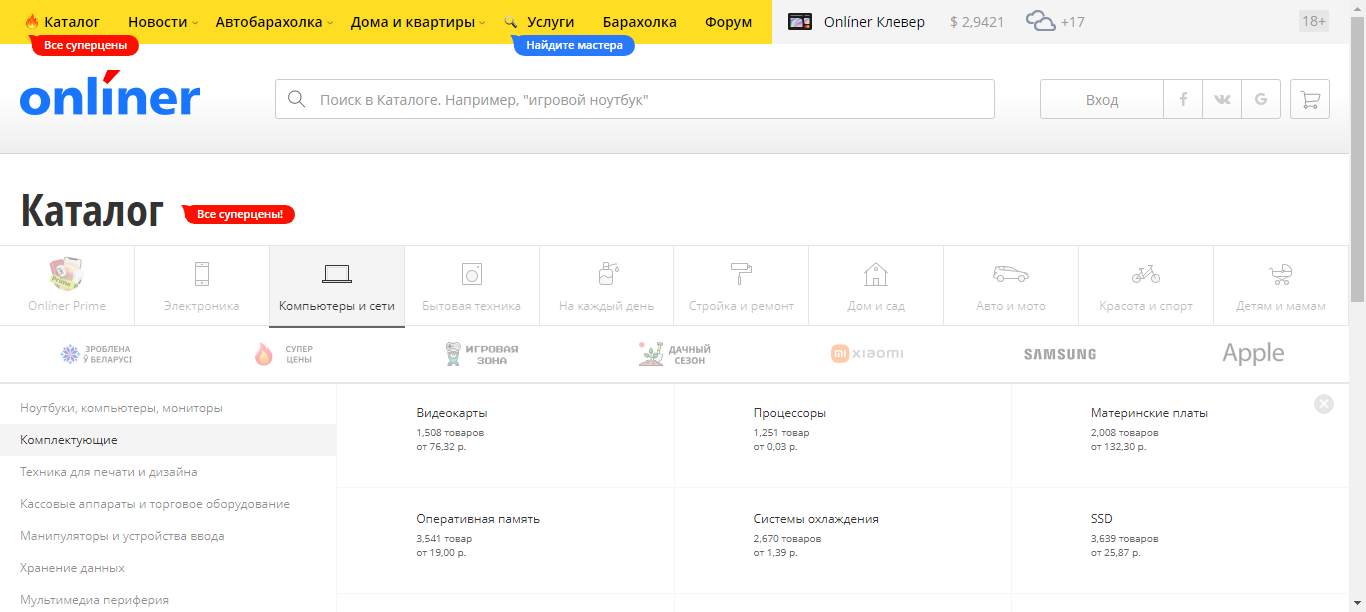 Каталог Новости Автобарахолка Дома и квартиры Услуги Барахолка Форум Onlíner Клевер $ 2,9421 +17 18+
Все суперцены Найдите мастера
onlíner
Поиск в Каталоге. Например, "игровой ноутбук"
Вход f G
Каталог Все суперцены!
Onlíner Prime Электроника Компьютеры и сети Бытовая техника На каждый день Стройка и ремонт Дом и сад Авто и мото Красота и спорт Детям и мамам
ЗРОБЛЕНА
Ў БЕЛАРУСІ
СУПЕР
ЦЕНЫ
ИГРОВАЯ
ЗОНА
ДАЧНЫЙ
СЕЗОН
mi xiaomi
SAMSUNG
Apple
Ноутбуки, компьютеры, мониторы
Комплектующие
Техника для печати и дизайна
Кассовые аппараты и торговое оборудование
Манипуляторы и устройства ввода
Хранение данных
Мультимедиа периферия
Видеокарты
1,508 товаров
от 76,32 р.
Процессоры
1,251 товар
от 0,03 р.
Материнские платы
2,008 товаров
от 132,30 р.
Оперативная память
3,541 товар
от 19,00 р.
Системы охлаждения
2,670 товаров
от 1,39 р.
SSD
3,639 товаров
от 25,87 р.